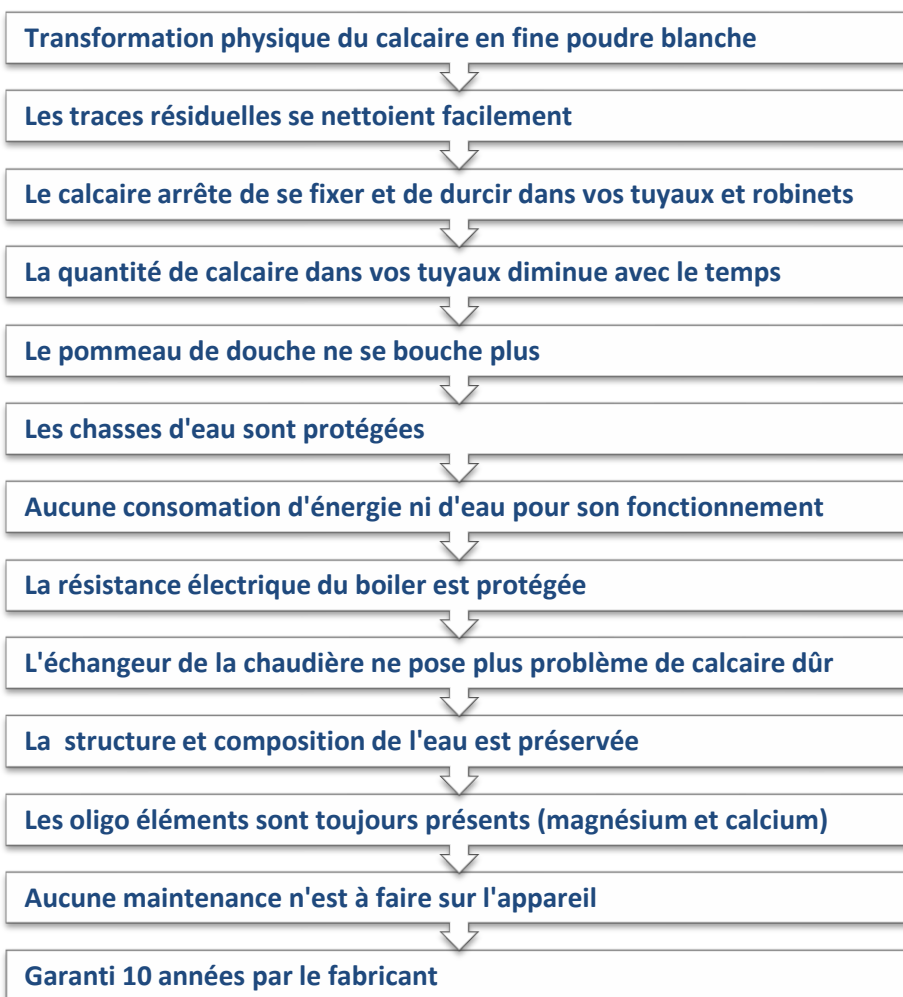 Transformation physique du calcaire en fine poudre blanche
Les traces résiduelles se nettoient facilement
Le calcaire arrête de se fixer et de durcir dans vos tuyaux et robinets
La quantité de calcaire dans vos tuyaux diminue avec le temps
Le pommeau de douche ne se bouche plus
Les chasses d'eau sont protégées
Aucune consomation d'énergie ni d'eau pour son fonctionnement
La résistance électrique du boiler est protégée
L'échangeur de la chaudière ne pose plus problème de calcaire dûr
La structure et composition de l'eau est préservée
Les oligo éléments sont toujours présents (magnésium et calcium)
Aucune maintenance n'est à faire sur l'appareil
Garanti 10 années par le fabricant